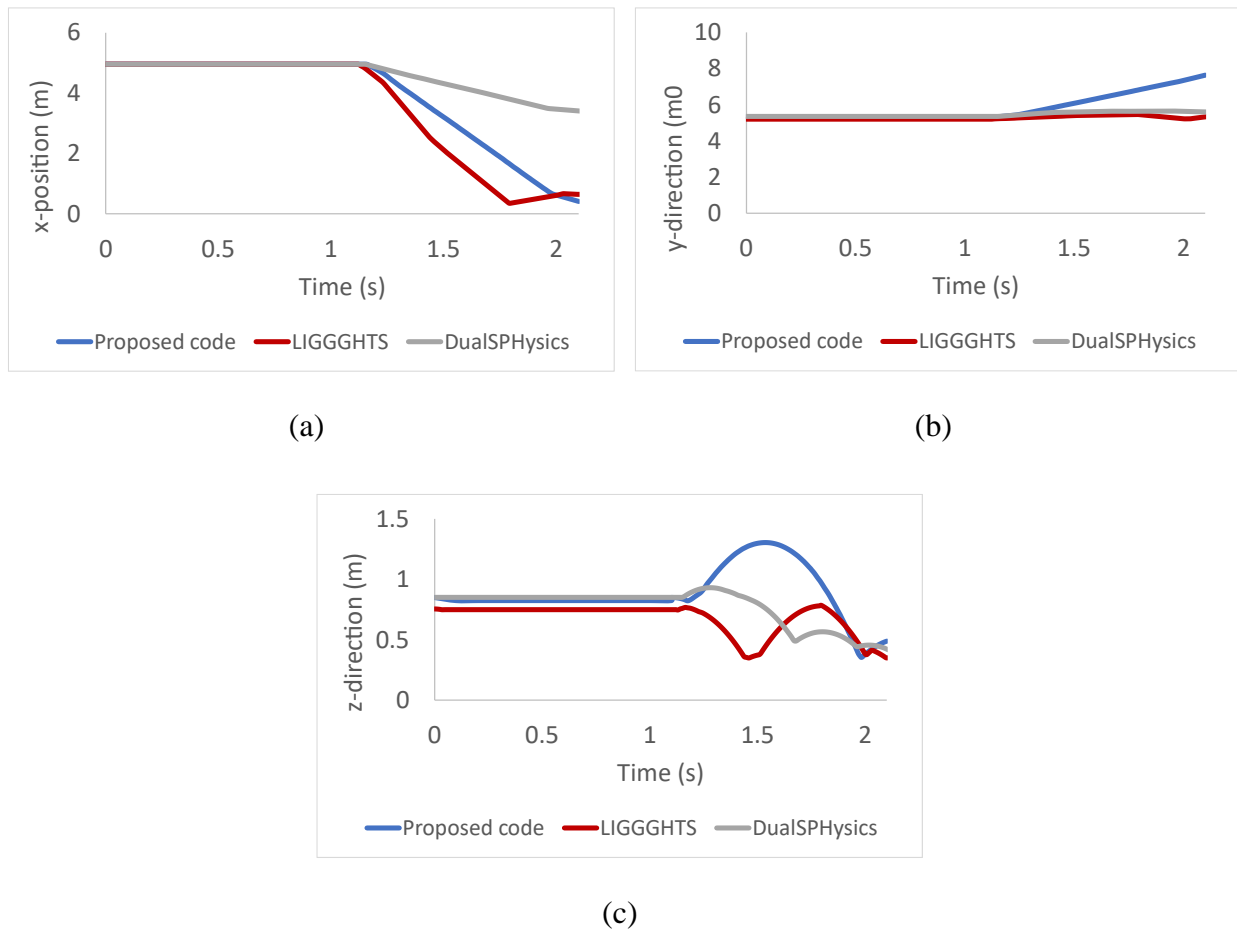 6
4
2
0
x-position (m)
0 0.5 1 1.5 2
Time (s)
Proposed code LIGGGHTS DualSPHysics
(a)
10
8
6
4
2
0
y-direction (m0
0 0.5 1 1.5 2
Time (s)
Proposed code LIGGGHTS DualSPHysics
(b)
1.5
1
0.5
0
z-direction (m)
0 0.5 1 1.5 2
Time (s)
Proposed code LIGGGHTS DualSPHysics
(c)